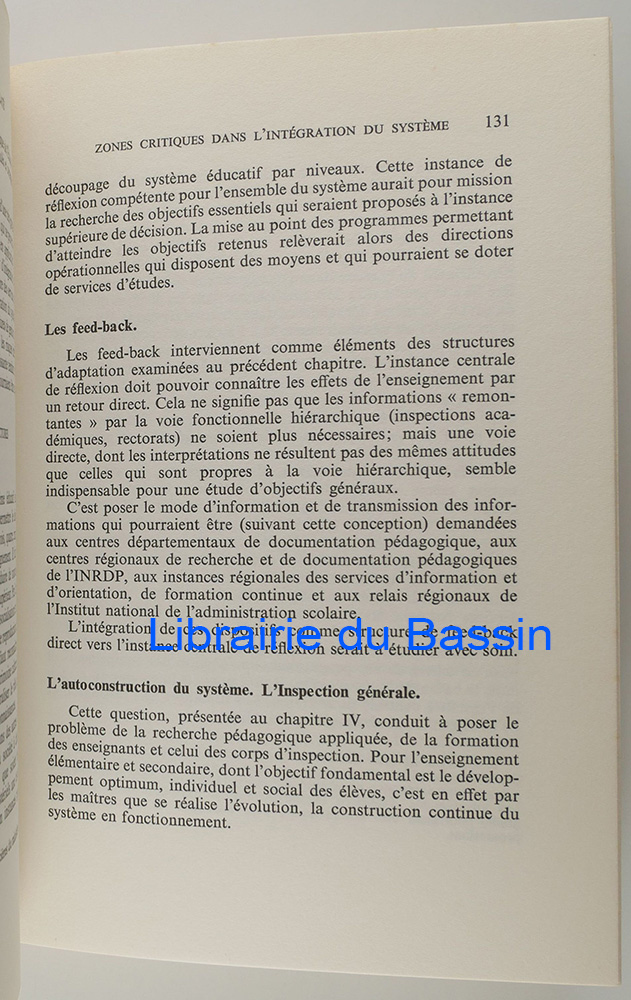 ZONES CRITIQUES DANS L'INTÉGRATION DU SYSTÈME 131
découpage du système éducatif par niveaux. Cette instance de
réflexion compétente pour l'ensemble du système aurait pour mission
la recherche des objectifs essentiels qui seraient proposés à l'instance
supérieure de décision. La mise au point des programmes permettant
d'atteindre les objectifs retenus relèverait alors des directions
opérationnelles qui disposent des moyens et qui pourraient se doter
de services d'études.
Les feed-back.
Les feed-back interviennent comme éléments des structures
d'adaptation examinées au précédent chapitre. L'instance centrale
de réflexion doit pouvoir connaître les effets de l'enseignement par
un retour direct. Cela ne signifie pas que les informations « remon-
tantes » par la voie fonctionnelle hiérarchique (inspections aca-
démiques, rectorats) ne soient plus nécessaires; mais une voie
directe, dont les interprétations ne résultent pas des mêmes attitudes
que celles qui sont propres à la voie hiérarchique, semble
indispensable pour une étude d'objectifs généraux.
C'est poser le mode d'information et de transmission des infor-
mations qui pourraient être (suivant cette conception) demandées
aux centres départementaux de documentation pédagogique, aux
centres régionaux de recherche et de documentation pédagogiques
de l'INRDP, aux instances régionales des services d'information et
d'orientation, de formation continue et aux relais régionaux de
l'Institut national de l'administration scolaire.
L'intégration de ces dispositifs comme structure de feed-back
direct vers l'instance centrale de réflexion serait à étudier avec soin.
Librairie du Bassin
L'autoconstruction du système. L'Inspection générale.
Cette question, présentée au chapitre IV, conduit à poser le
problème de la recherche pédagogique appliquée, de la formation
des enseignants et celui des corps d'inspection. Pour l'enseignement
élémentaire et secondaire, dont l'objectif fondamental est le dévelop-
pement optimum, individuel et social des élèves, c'est en effet par
les maîtres que se réalise l'évolution, la construction continue du
système en fonctionnement.